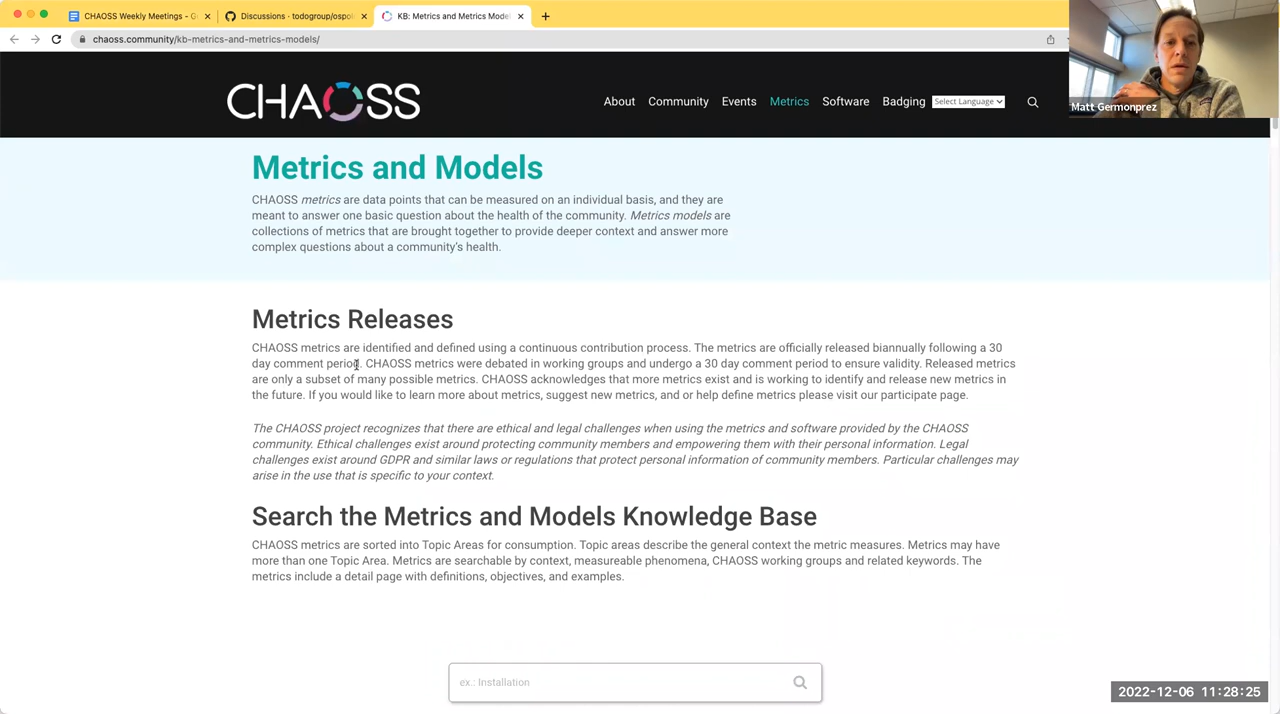 CHAOSS Weekly Meetings - G
Discussions · todogroup/ospol
KB: Metrics and Metrics Model
chaoss.community/kb-metrics-and-metrics-models/
CHAOSS
About Community Events Metrics Software Badging Select Language
Matt Germonprez
Metrics and Models
CHAOSS metrics are data points that can be measured on an individual basis, and they are
meant to answer one basic question about the health of the community. Metrics models are
collections of metrics that are brought together to provide deeper context and answer more
complex questions about a community's health.
Metrics Releases
CHAOSS metrics are identified and defined using a continuous contribution process. The metrics are officially released biannually following a 30
day comment period. CHAOSS metrics were debated in working groups and undergo a 30 day comment period to ensure validity. Released metrics
are only a subset of many possible metrics. CHAOSS acknowledges that more metrics exist and is working to identify and release new metrics in
the future. If you would like to learn more about metrics, suggest new metrics, and or help define metrics please visit our participate page.
The CHAOSS project recognizes that there are ethical and legal challenges when using the metrics and software provided by the CHAOSS
community. Ethical challenges exist around protecting community members and empowering them with their personal information. Legal
challenges exist around GDPR and similar laws or regulations that protect personal information of community members. Particular challenges may
arise in the use that is specific to your context.
Search the Metrics and Models Knowledge Base
CHAOSS metrics are sorted into Topic Areas for consumption. Topic areas describe the general context the metric measures. Metrics may have
more than one Topic Area. Metrics are searchable by context, measureable phenomena, CHAOSS working groups and related keywords. The
metrics include a detail page with definitions, objectives, and examples.
ex.: Installation
2022-12-06 11:28:25